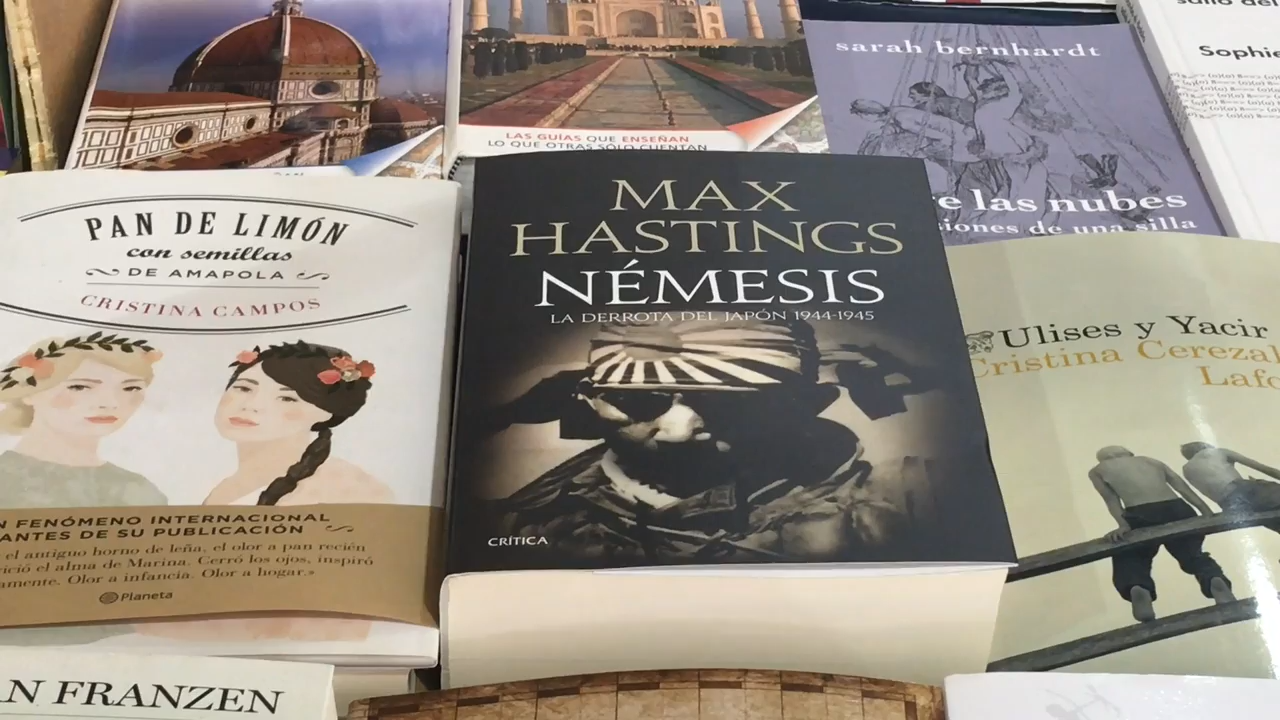 LAS GUÍAS QUE ENSEÑAN
LO QUE OTRAS SÓLO CUENTAN
sarah bernhardt
las nubes
de una silla
Sophie
PAN DE LIMÓN
con semillas
DE AMAPOLA
CRISTINA CAMPOS
FENÓMENO INTERNACIONAL
ANTES DE SU PUBLICACIÓN
el antiguo horno de leña, el olor a pan recién
el alma de Marina. Cerró los ojos, inspiró
Olor a infancia. Olor a hogar.»
Planeta
MAX
HASTINGS
NÉMESIS
LA DERROTA DEL JAPÓN 1944-1945
CRÍTICA
Ulises y Yacir
Cristina Cerezal
Lafo
N FRANZEN